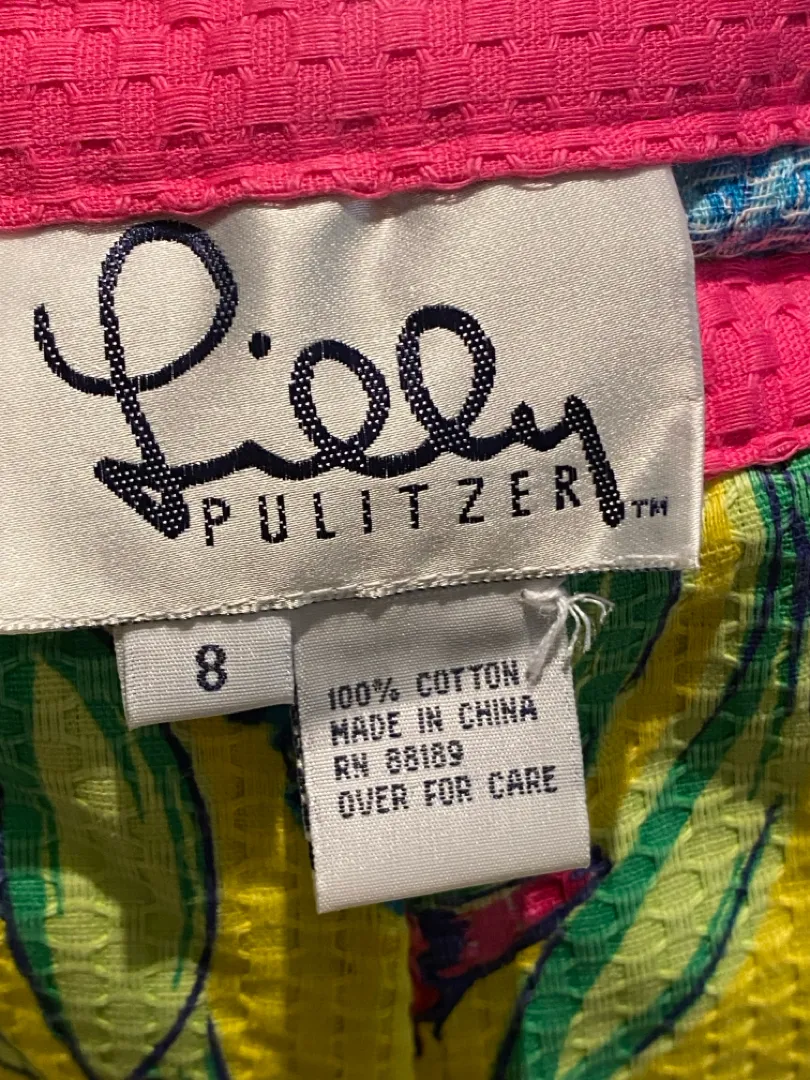 Lilly
PULITZER™
8
100% COTTON
MADE IN CHINA
RN 88189
OVER FOR CARE